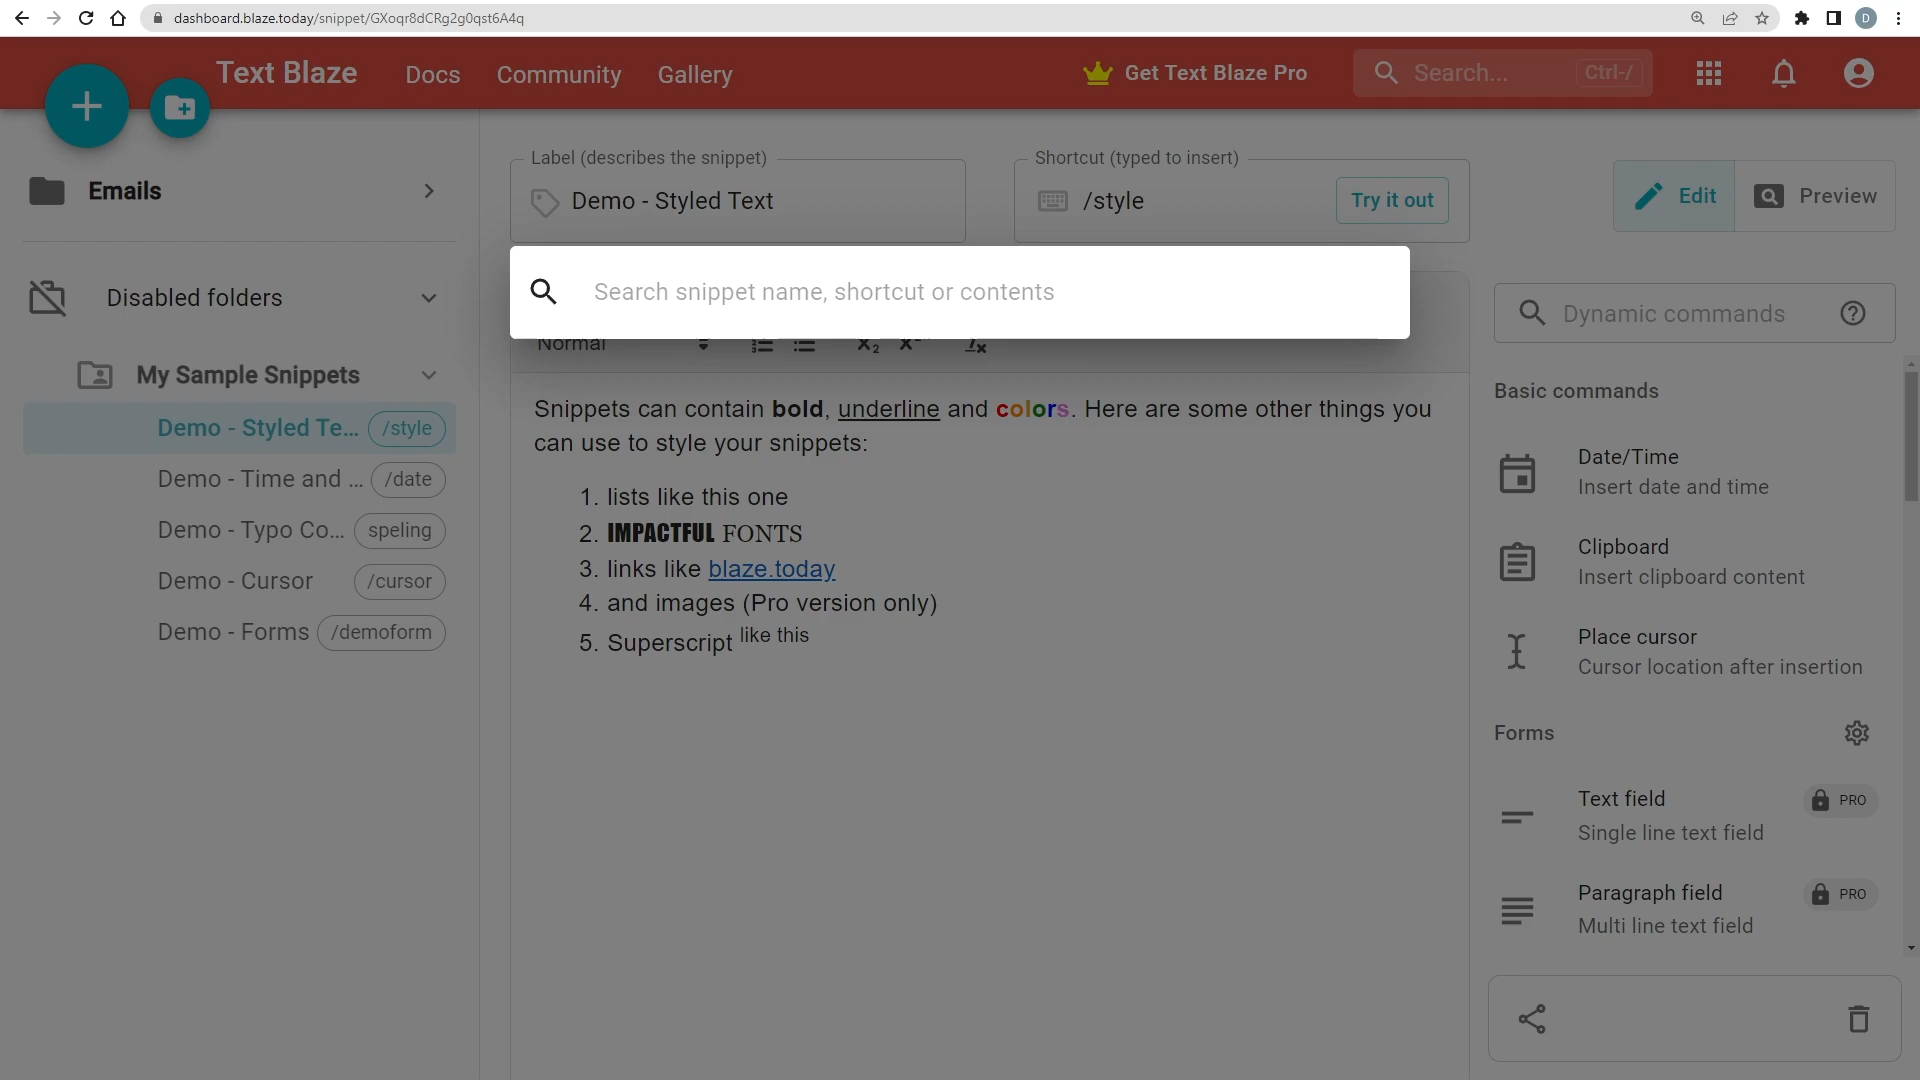 dashboard.blaze.today/snippet/GXoqr8dCRg2g0qst6A4q
D
Text Blaze
Docs
Community
Gallery
Get Text Blaze Pro
Search...
Ctrl-/
Emails
Disabled folders
My Sample Snippets
Demo - Styled Te... /style
Demo - Time and ... /date
Demo - Typo Co... speling
Demo - Cursor /cursor
Demo - Forms /demoform
Label (describes the snippet)
Demo - Styled Text
Shortcut (typed to insert)
/style
Try it out
Edit
Preview
Search snippet name, shortcut or contents
Normal
Snippets can contain bold, underline and colors. Here are some other things you
can use to style your snippets:
1. lists like this one
2. IMPACTFUL FONTS
3. links like blaze.today
4. and images (Pro version only)
5. Superscript like this
Dynamic commands
Basic commands
Date/Time
Insert date and time
Clipboard
Insert clipboard content
Place cursor
Cursor location after insertion
Forms
Text field
PRO
Single line text field
Paragraph field
PRO
Multi line text field